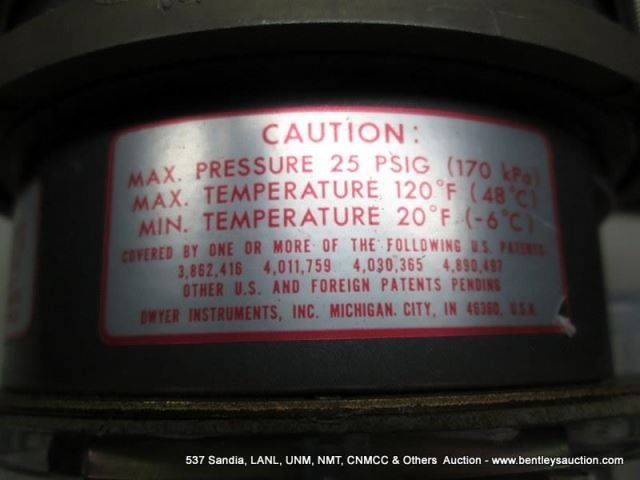 CAUTION:
MAX. PRESSURE 25 PSIG (170 kPa)
MAX. TEMPERATURE 120°F (48°C)
MIN. TEMPERATURE 20°F (-6°C)
COVERED BY ONE OR MORE OF THE FOLLOWING U.S. PATENTS:
3,862,416 4,011,759 4,030,365 4,890,497
OTHER U.S. AND FOREIGN PATENTS PENDING
DWYER INSTRUMENTS, INC. MICHIGAN CITY, IN 46360, U.S.A.
537 Sandia, LANL, UNM, NMT, CNMCC & Others Auction - www.bentleysauction.com